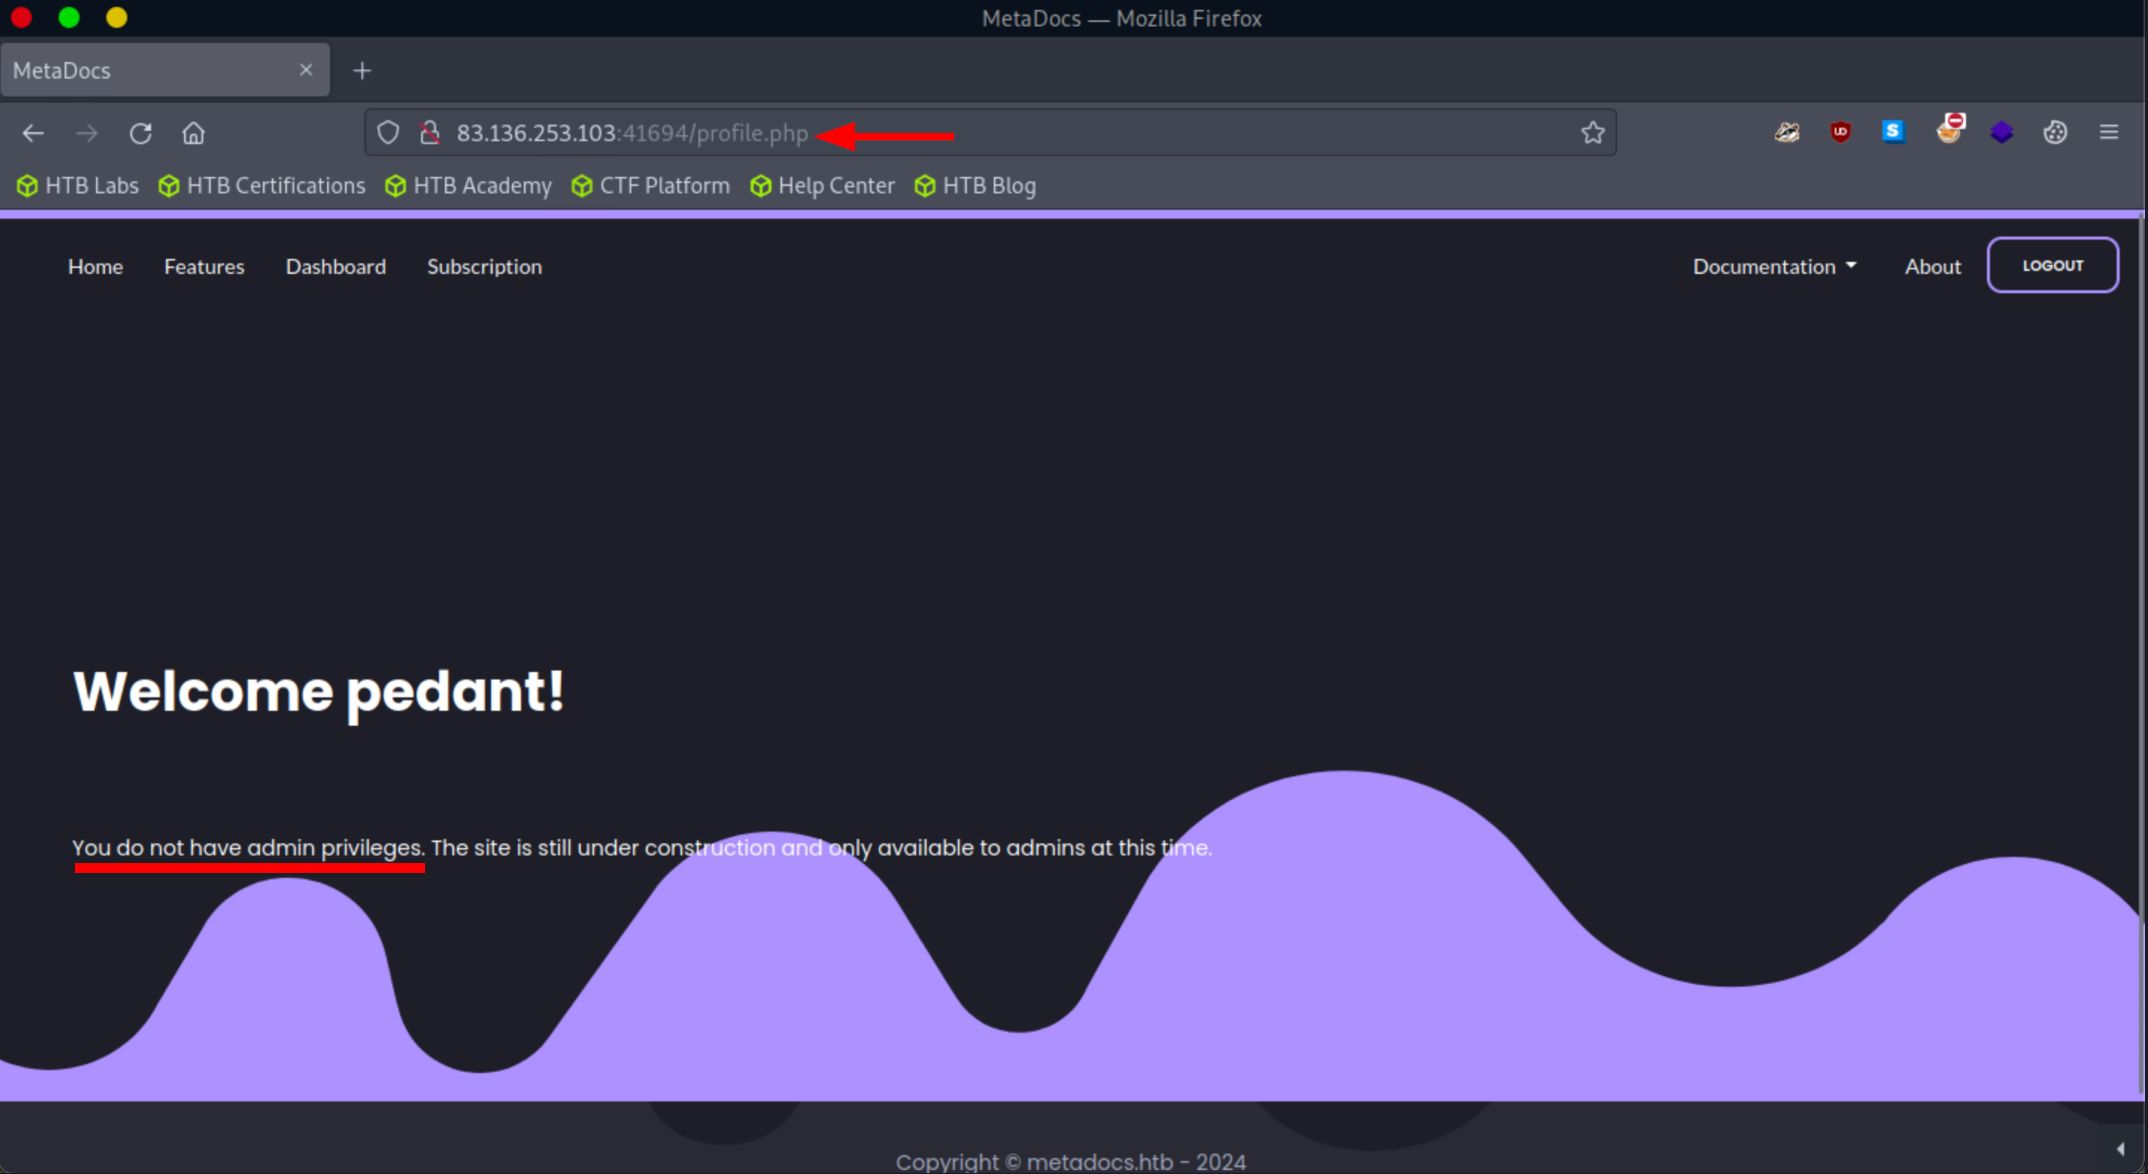 MetaDocs — Mozilla Firefox
MetaDocs
83.136.253.103:41694/profile.php
HTB Labs HTB Certifications HTB Academy CTF Platform Help Center HTB Blog
Home Features Dashboard Subscription Documentation About LOGOUT
Welcome pedant!
You do not have admin privileges. The site is still under construction and only available to admins at this time.
Copyright © metadocs.htb - 2024